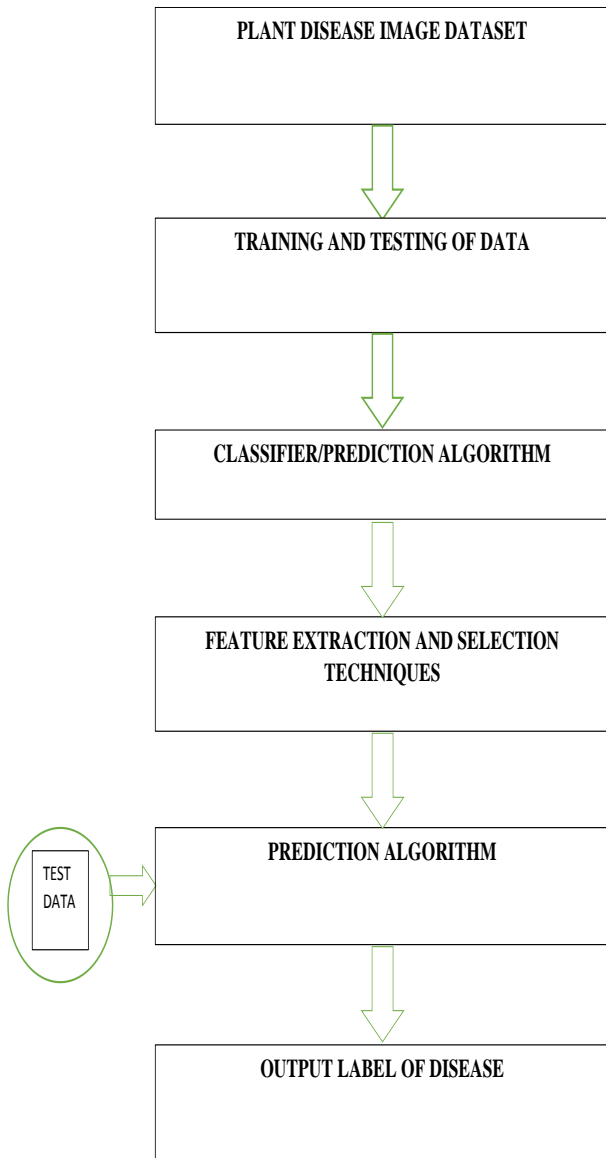 PLANT DISEASE IMAGE DATASET
TRAINING AND TESTING OF DATA
CLASSIFIER/PREDICTION ALGORITHM
FEATURE EXTRACTION AND SELECTION
TECHNIQUES
PREDICTION ALGORITHM
TEST
DATA
OUTPUT LABEL OF DISEASE